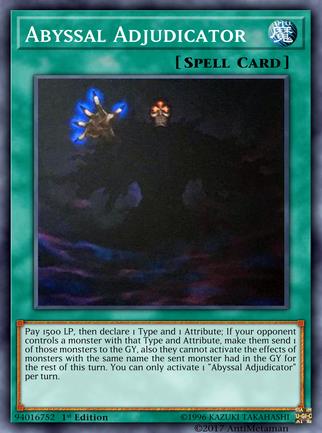 Abyssal Adjudicator
[Spell Card]
Pay 1500 LP, then declare 1 Type and 1 Attribute; If your opponent
controls a monster with that Type and Attribute, make them send 1
of those monsters to the GY, also they cannot activate the effects of
monsters with the same name the sent monster had in the GY for
the rest of this turn. You can only activate 1 "Abyssal Adjudicator"
per turn.
94016752 1st Edition ©1996 KAZUKI TAKAHASHI
©2017 AntiMetaman